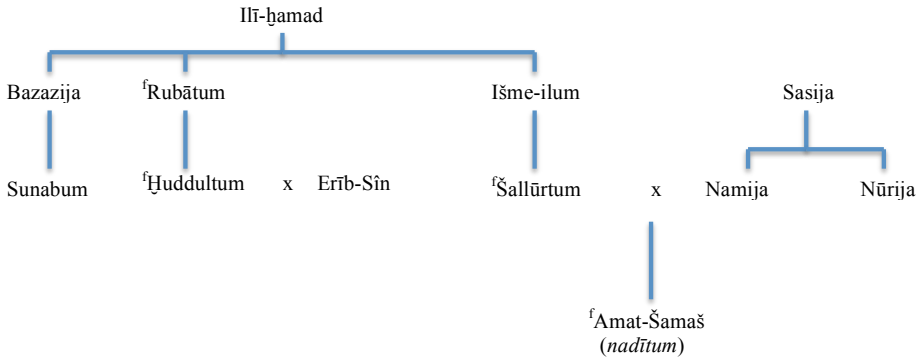 Ilī-ḫamad
Bazazija fRubātum Išme-ilum Sasija
Sunabum fḪuddultum x Erīb-Sîn fŠallūrtum x Namija Nūrija
fAmat-Šamaš
(nadītum)